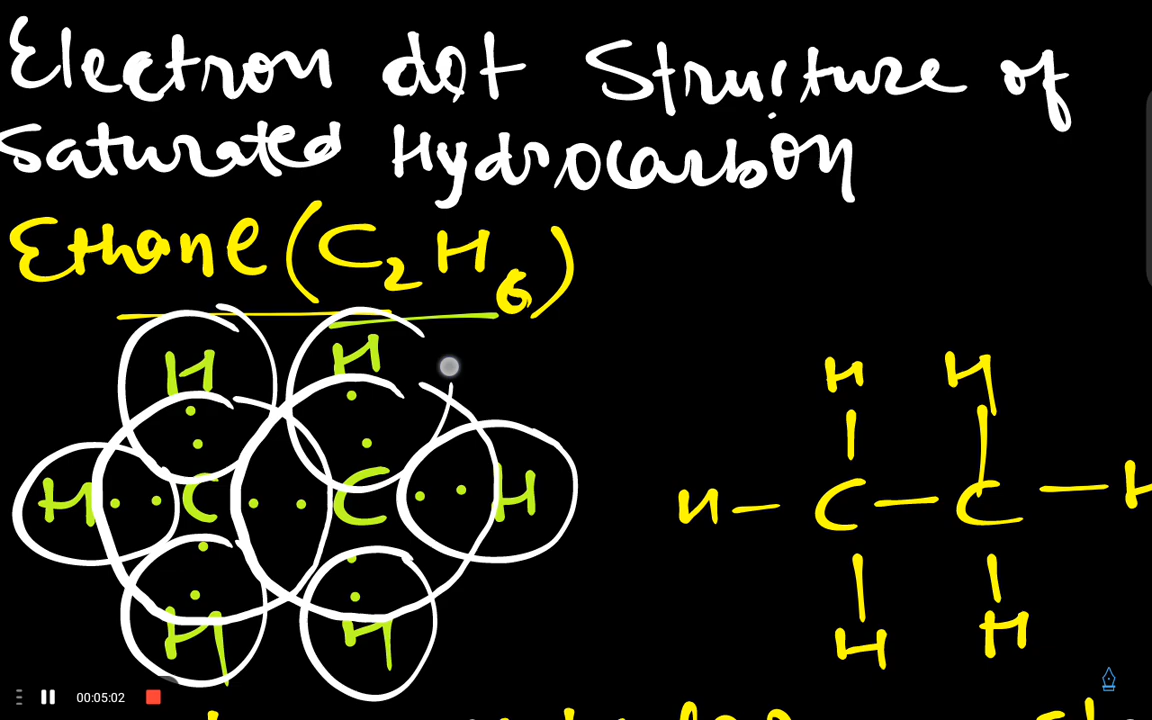 Electron dot Structure of
Saturated Hydrocarbon
Ethane (C2H6)
H H
H C C H
H H
H H
H – C – C – H
H H
00:05:02